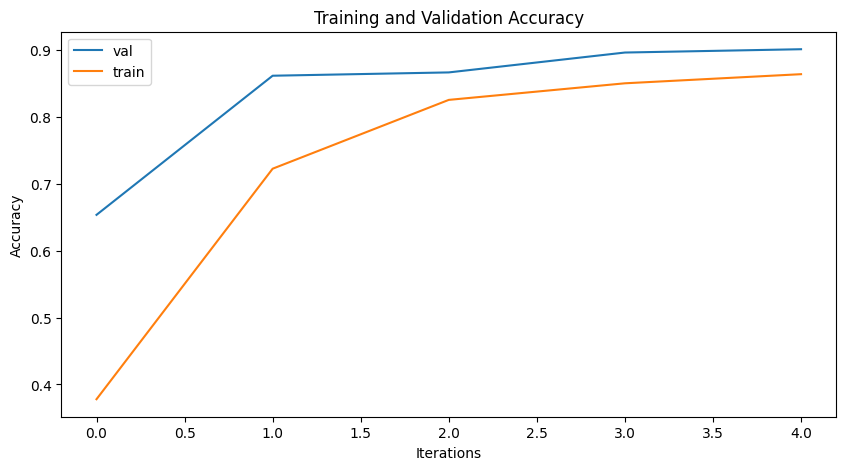 Training and Validation Accuracy
val
train
Accuracy
0.9
0.8
0.7
0.6
0.5
0.4
0.0 0.5 1.0 1.5 2.0 2.5 3.0 3.5 4.0
Iterations